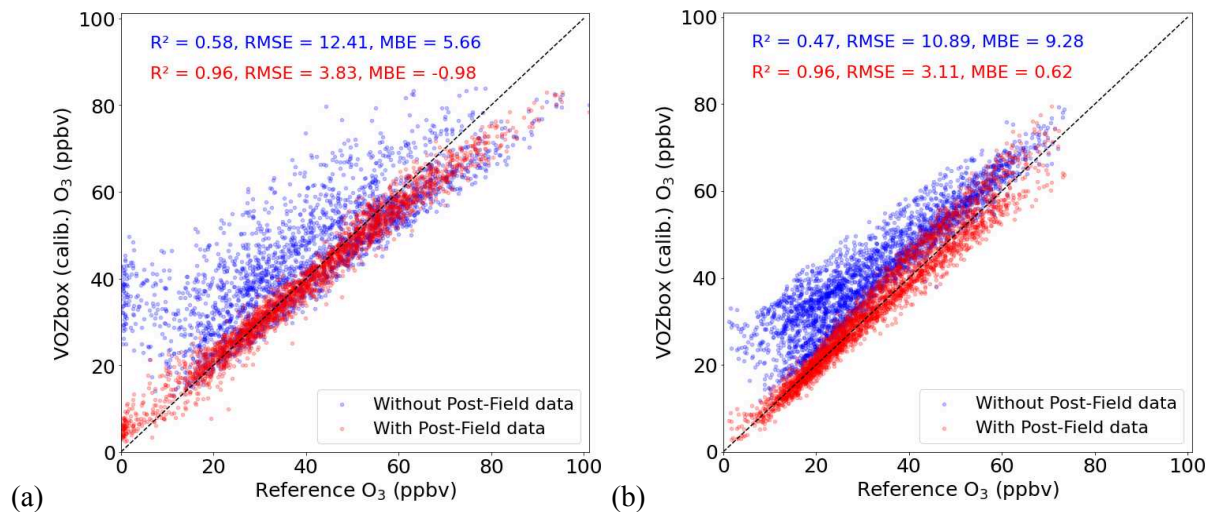 R² = 0.58, RMSE = 12.41, MBE = 5.66
R² = 0.96, RMSE = 3.83, MBE = -0.98
VOZbox (calib.) O₃ (ppbv)
100
80
60
40
20
0
Without Post-Field data
With Post-Field data
0 20 40 60 80 100
Reference O₃ (ppbv)
(a)
R² = 0.47, RMSE = 10.89, MBE = 9.28
R² = 0.96, RMSE = 3.11, MBE = 0.62
VOZbox (calib.) O₃ (ppbv)
100
80
60
40
20
0
Without Post-Field data
With Post-Field data
0 20 40 60 80 100
Reference O₃ (ppbv)
(b)